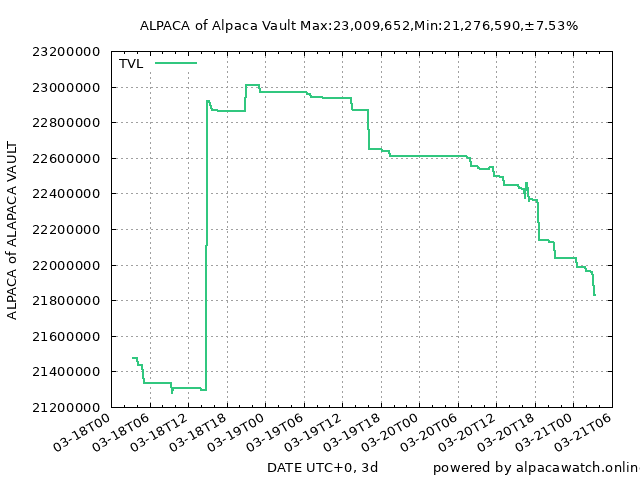 ALPACA of Alpaca Vault Max:23,009,652,Min:21,276,590,±7.53%
TVL
ALPACA of ALAPACA VAULT
23200000
23000000
22800000
22600000
22400000
22200000
22000000
21800000
21600000
21400000
21200000
03-18T00
03-18T06
03-18T12
03-18T18
03-19T00
03-19T06
03-19T12
03-19T18
03-20T00
03-20T06
03-20T12
03-20T18
03-21T00
03-21T06
DATE UTC+0, 3d
powered by alpacawatch.onlin